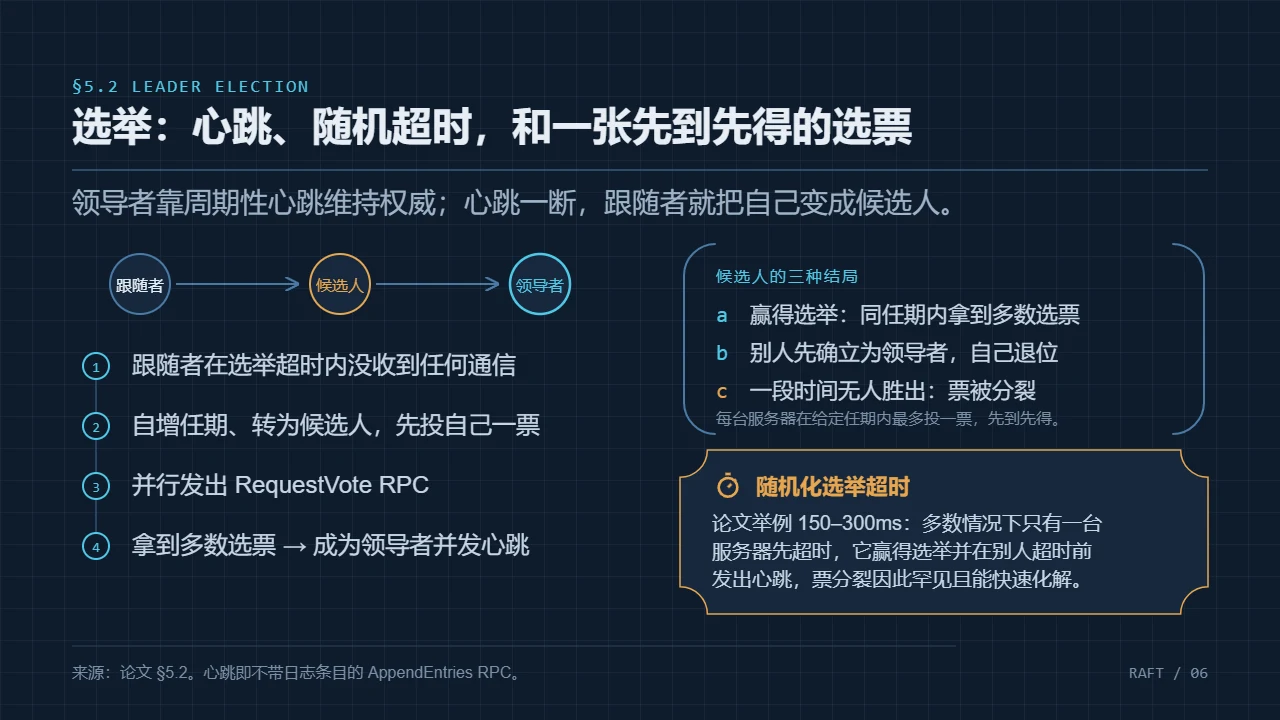 §5.2 LEADER ELECTION
选举：心跳、随机超时，和一张先到先得的选票
领导者靠周期性心跳维持权威；心跳一断，跟随者就把自己变成候选人。
跟随者
候选人
领导者
1 跟随者在选举超时内没收到任何通信
2 自增任期、转为候选人，先投自己一票
3 并行发出 RequestVote RPC
4 拿到多数选票 → 成为领导者并发心跳
候选人的三种结局
a 赢得选举：同任期内拿到多数选票
b 别人先确立为领导者，自己退位
c 一段时间无人胜出：票被分裂
每台服务器在给定任期内最多投一票，先到先得。
随机化选举超时
论文举例 150–300ms：多数情况下只有一台
服务器先超时，它赢得选举并在别人超时前
发出心跳，票分裂因此罕见且能快速化解。
来源：论文 §5.2。心跳即不带日志条目的 AppendEntries RPC。
RAFT / 06